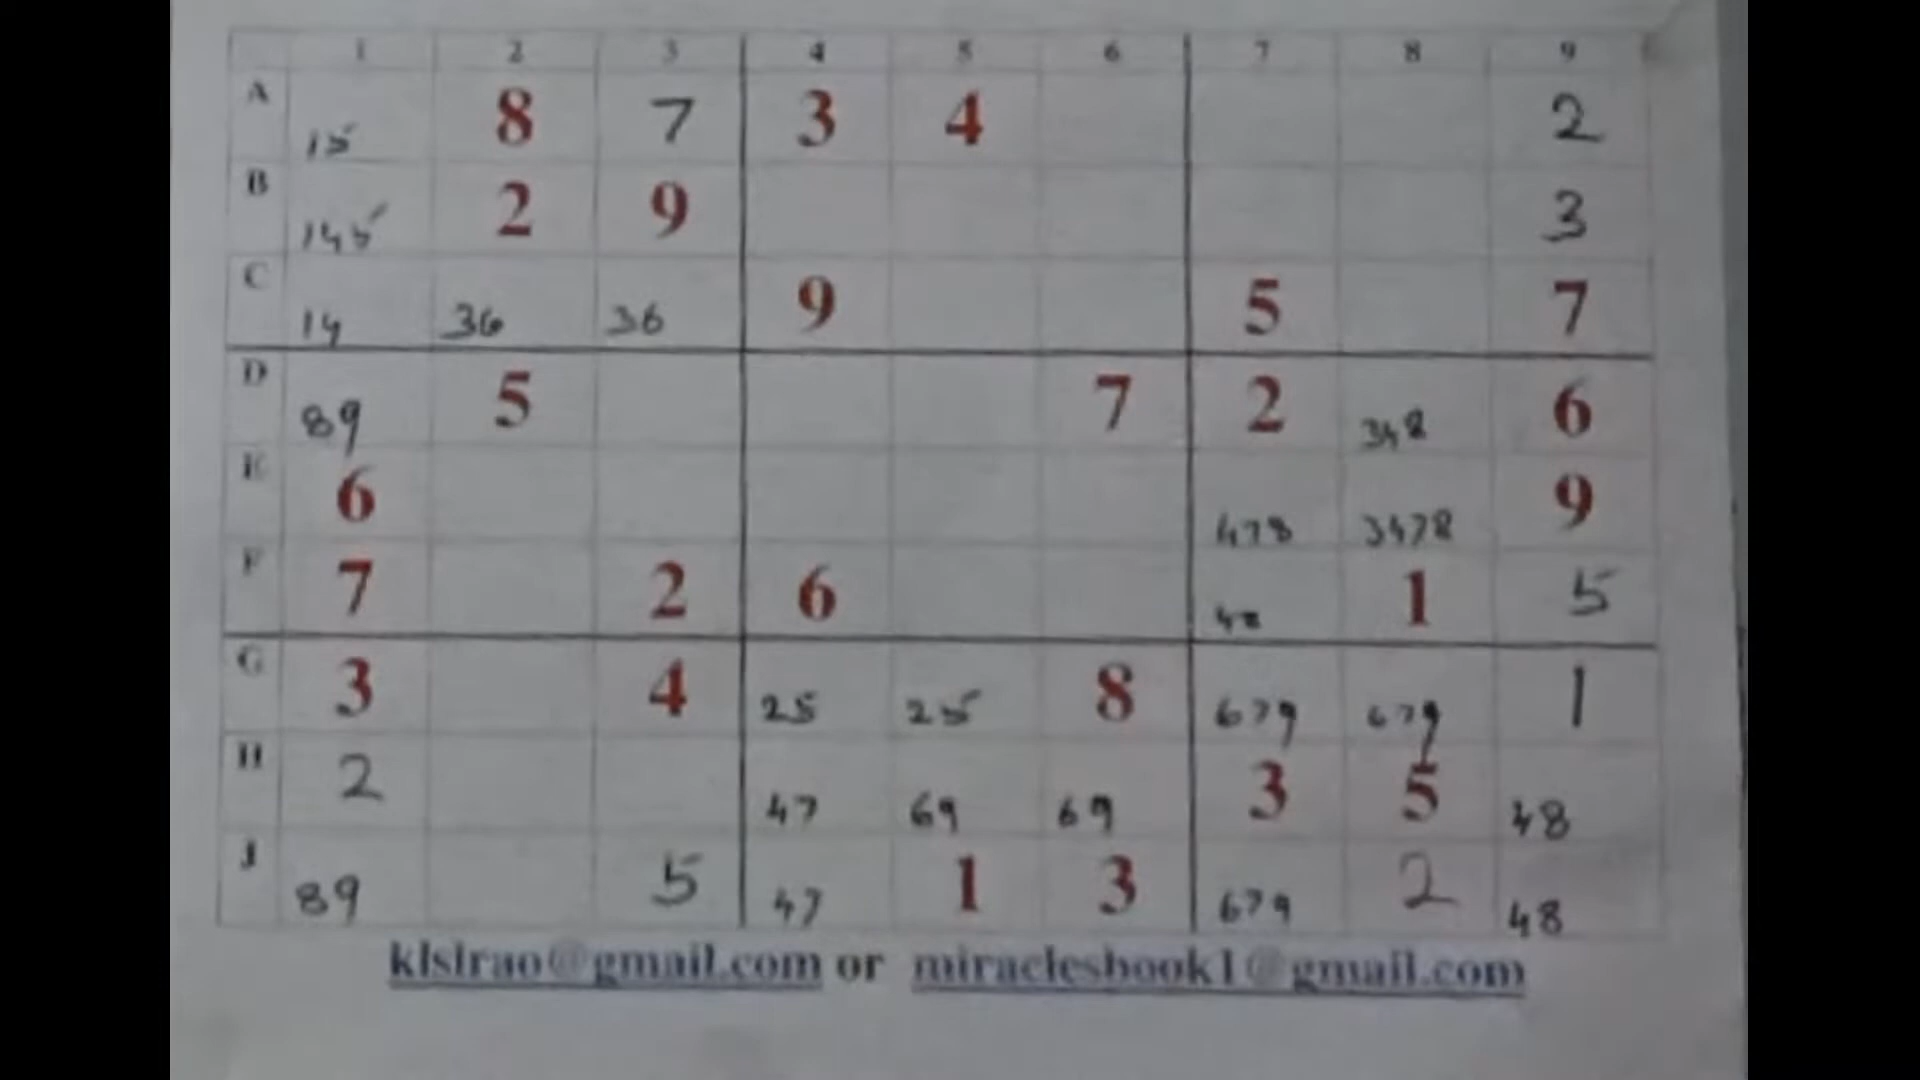 1 2 3 4 5 6 7 8 9
A 15 8 7 3 4 2
B 145 2 9 3
C 14 36 36 9 5 7
D 89 5 7 2 348 6
E 6 478 3478 9
F 7 2 6 48 1 5
G 3 4 25 25 8 679 679 1
H 2 47 69 69 3 5 48
J 89 5 47 1 3 679 2 48
klslrao@gmail.com or miraclesbook1@gmail.com